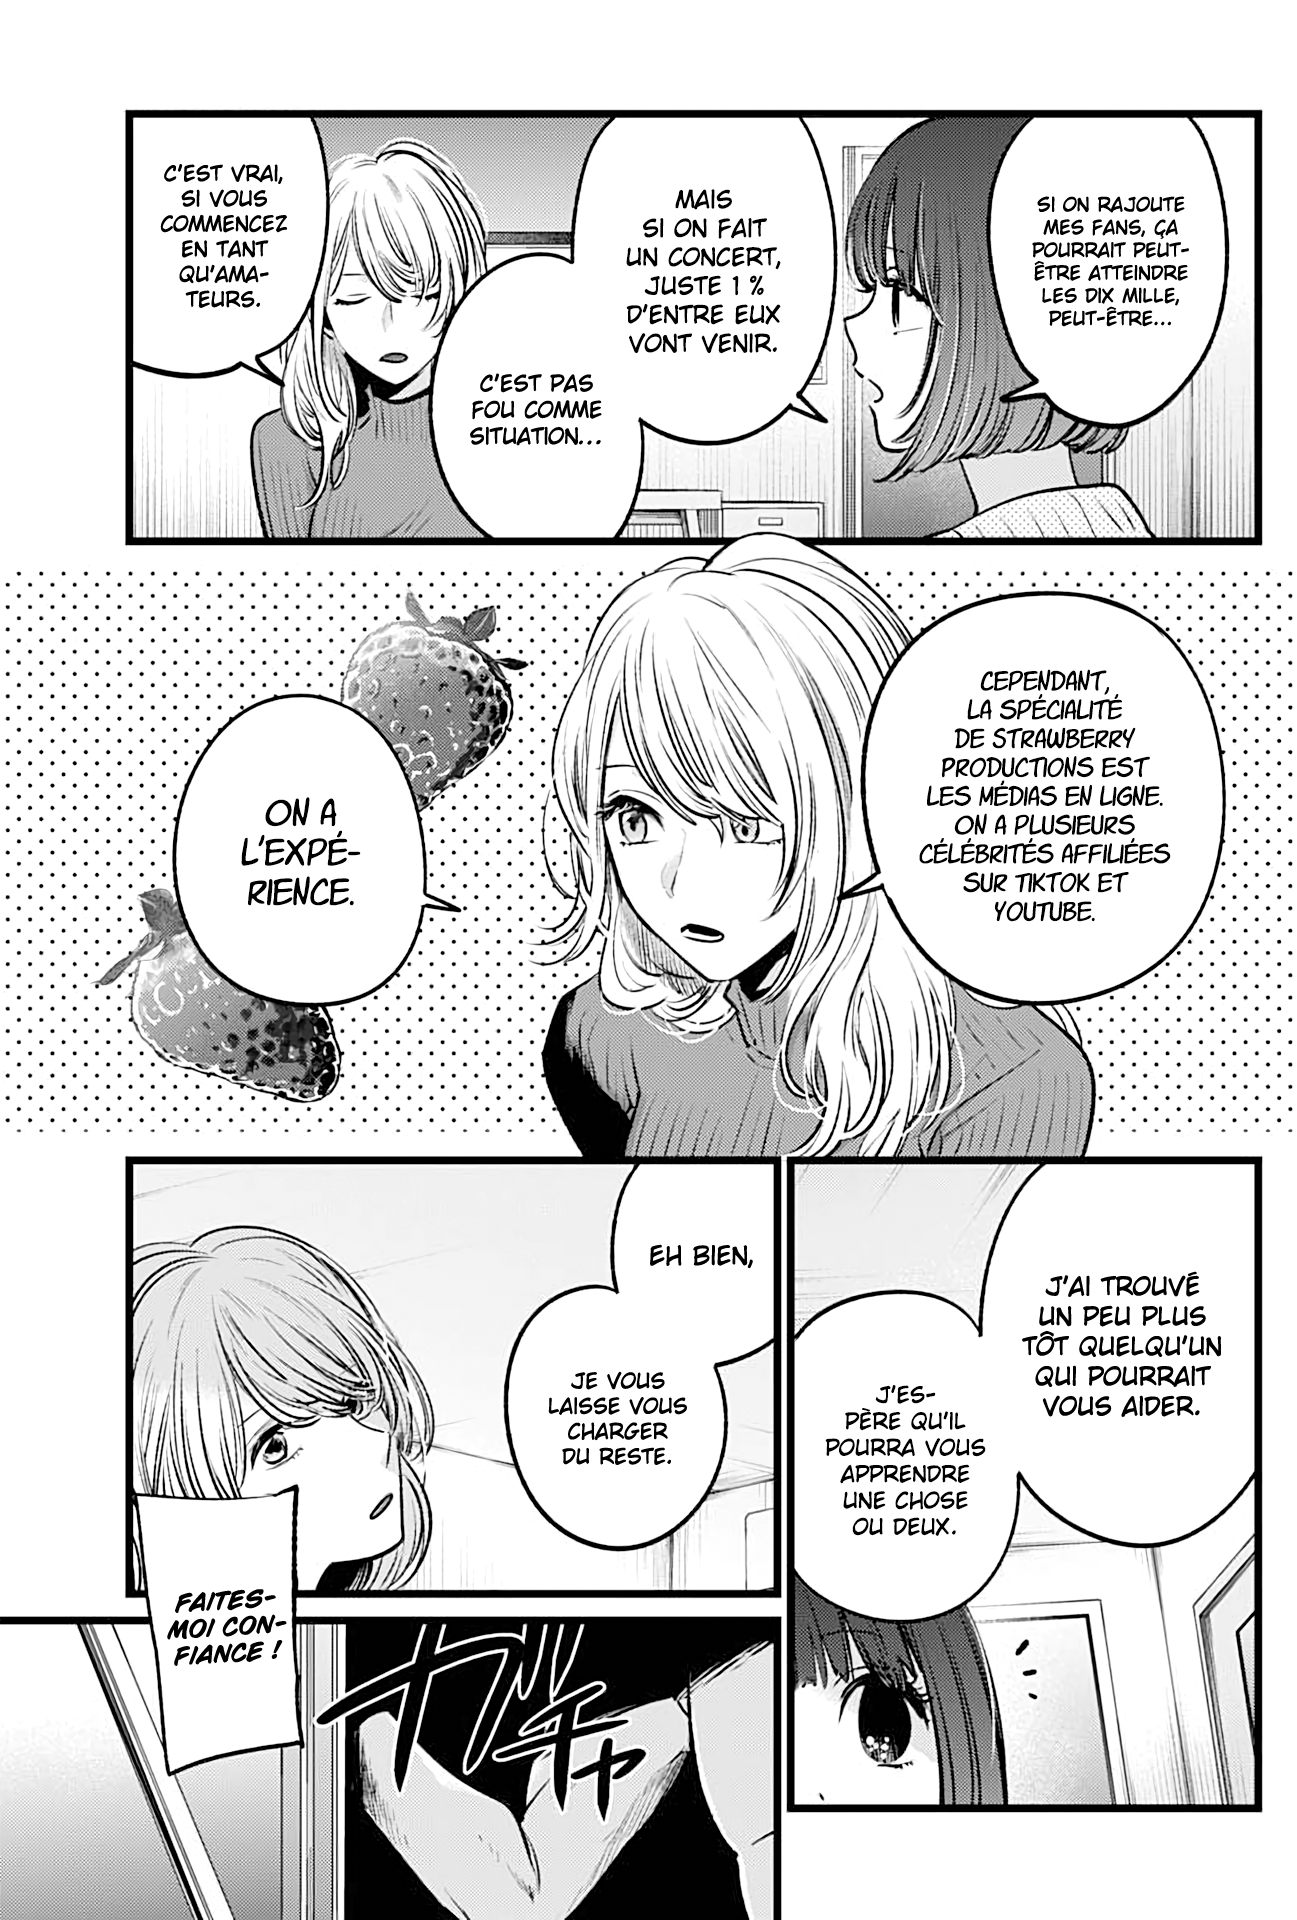 SI ON RAJOUTE
MES FANS, ÇA
POURRAIT PEUT-
ÊTRE ATTEINDRE
LES DIX MILLE,
PEUT-ÊTRE...
MAIS
SI ON FAIT
UN CONCERT,
JUSTE 1 %
D'ENTRE EUX
VONT VENIR.
C'EST PAS
FOU COMME
SITUATION...
C'EST VRAI,
SI VOUS
COMMENCEZ
EN TANT
QU'AMA-
TEURS.
CEPENDANT,
LA SPÉCIALITÉ
DE STRAWBERRY
PRODUCTIONS EST
LES MÉDIAS EN LIGNE.
ON A PLUSIEURS
CÉLÉBRITÉS AFFILIÉES
SUR TIKTOK ET
YOUTUBE.
ON A
L'EXPÉ-
RIENCE.
J'AI TROUVÉ
UN PEU PLUS
TÔT QUELQU'UN
QUI POURRAIT
VOUS AIDER.
J'ES-
PÈRE QU'IL
POURRA VOUS
APPRENDRE
UNE CHOSE
OU DEUX.
EH BIEN,
JE VOUS
LAISSE VOUS
CHARGER
DU RESTE.
ガチャ
FAITES-
MOI CON-
FIANCE !